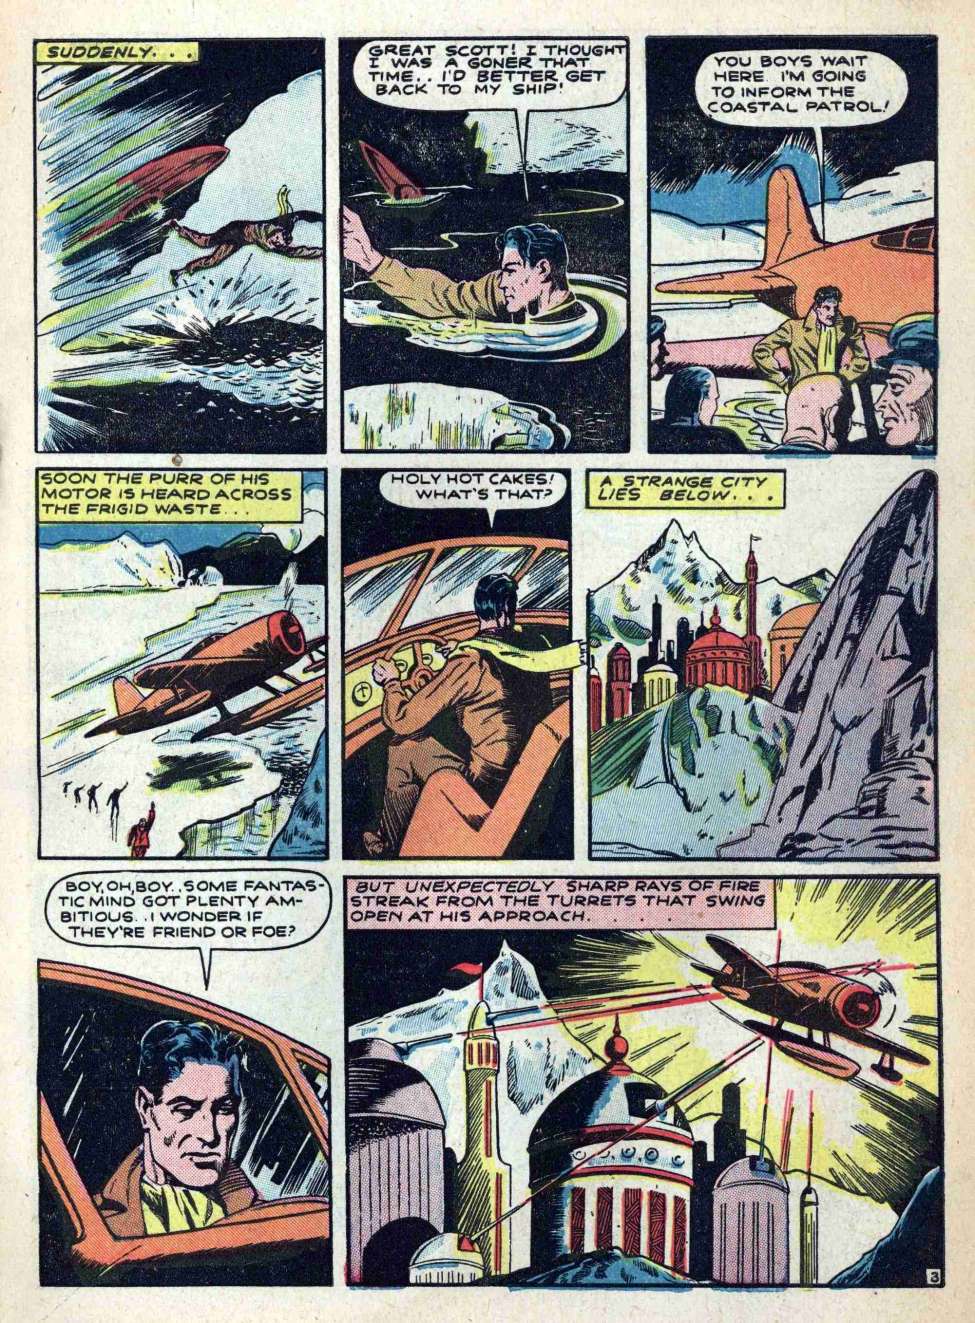 SUDDENLY. . .
GREAT SCOTT! I THOUGHT
I WAS A GONER THAT
TIME.. I'D BETTER GET
BACK TO MY SHIP!
YOU BOYS WAIT
HERE. I'M GOING
TO INFORM THE
COASTAL PATROL!
SOON THE PURR OF HIS
MOTOR IS HEARD ACROSS
THE FRIGID WASTE...
HOLY HOT CAKES!
WHAT'S THAT?
A STRANGE CITY
LIES BELOW. . .
BOY, OH, BOY.. SOME FANTAS-
TIC MIND GOT PLENTY AM-
BITIOUS.. I WONDER IF
THEY'RE FRIEND OR FOE?
BUT UNEXPECTEDLY SHARP RAYS OF FIRE
STREAK FROM THE TURRETS THAT SWING
OPEN AT HIS APPROACH. . . . .
3